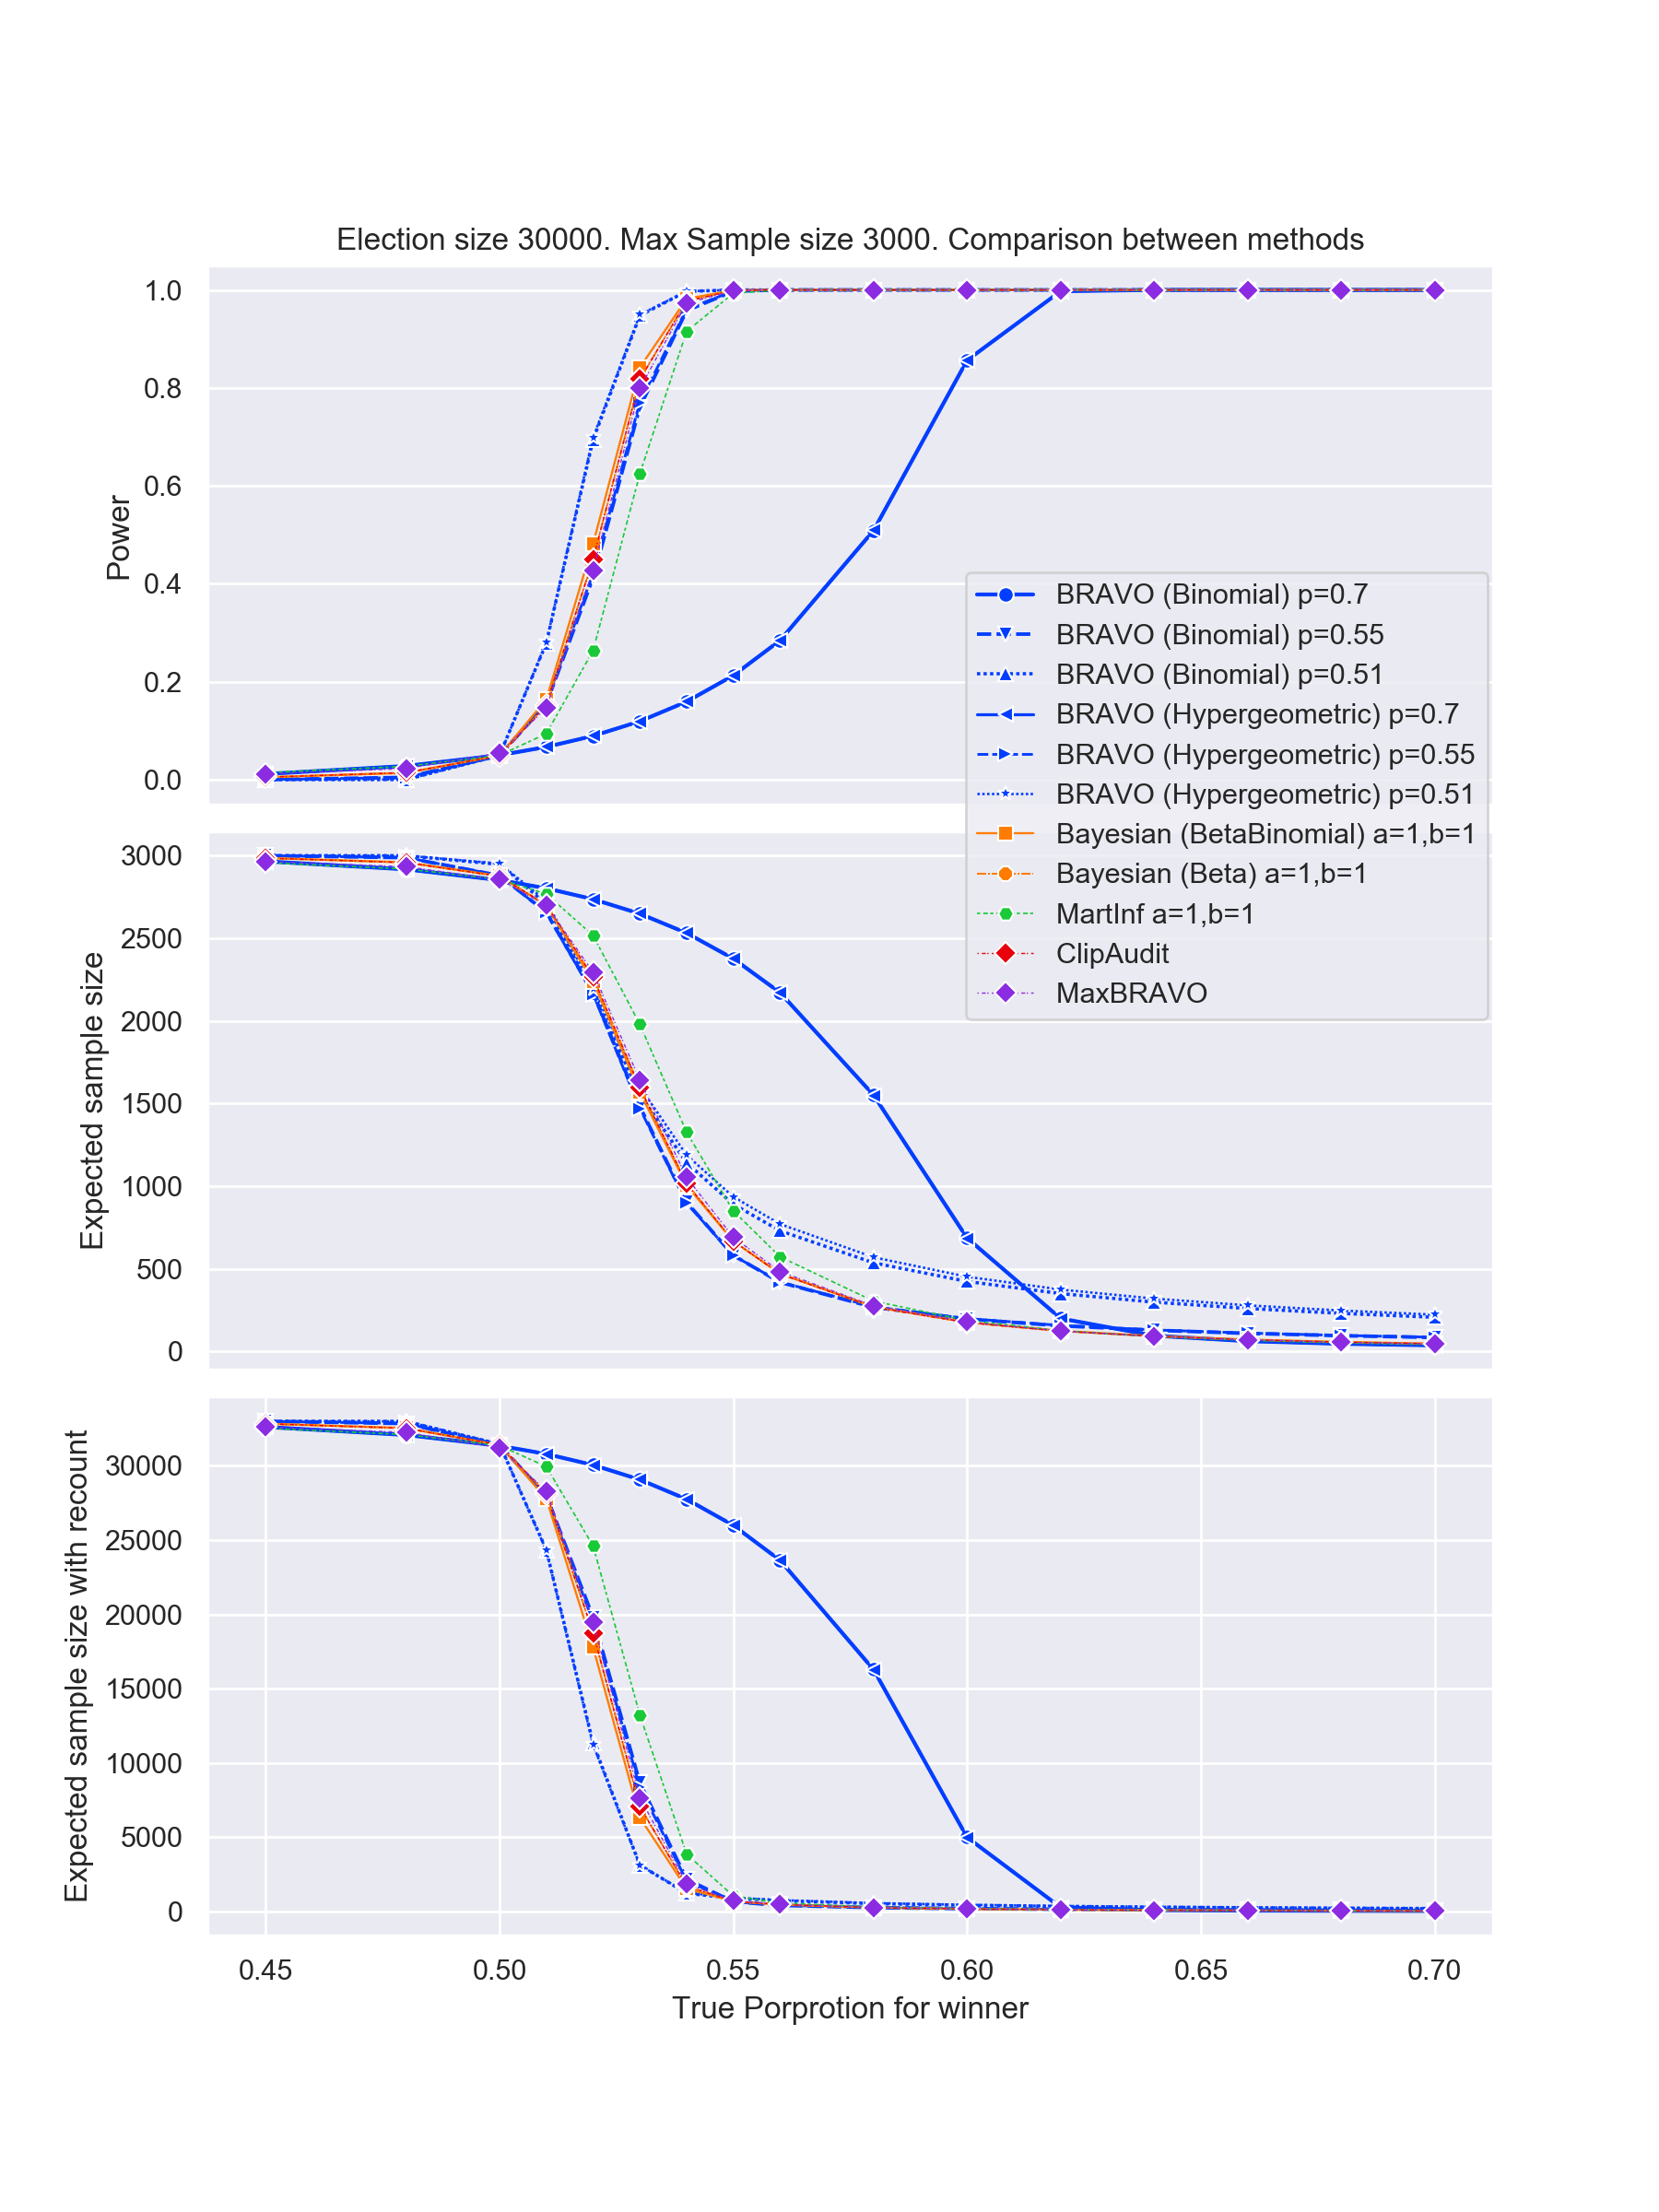 Election size 30000. Max Sample size 3000. Comparison between methods
1.0
0.8
0.6
0.4
0.2
0.0
Power
BRAVO (Binomial) p=0.7
BRAVO (Binomial) p=0.55
BRAVO (Binomial) p=0.51
BRAVO (Hypergeometric) p=0.7
BRAVO (Hypergeometric) p=0.55
BRAVO (Hypergeometric) p=0.51
Bayesian (BetaBinomial) a=1,b=1
Bayesian (Beta) a=1,b=1
MartInf a=1,b=1
ClipAudit
MaxBRAVO
3000
2500
2000
1500
1000
500
0
Expected sample size
30000
25000
20000
15000
10000
5000
0
Expected sample size with recount
0.45 0.50 0.55 0.60 0.65 0.70
True Porprotion for winner